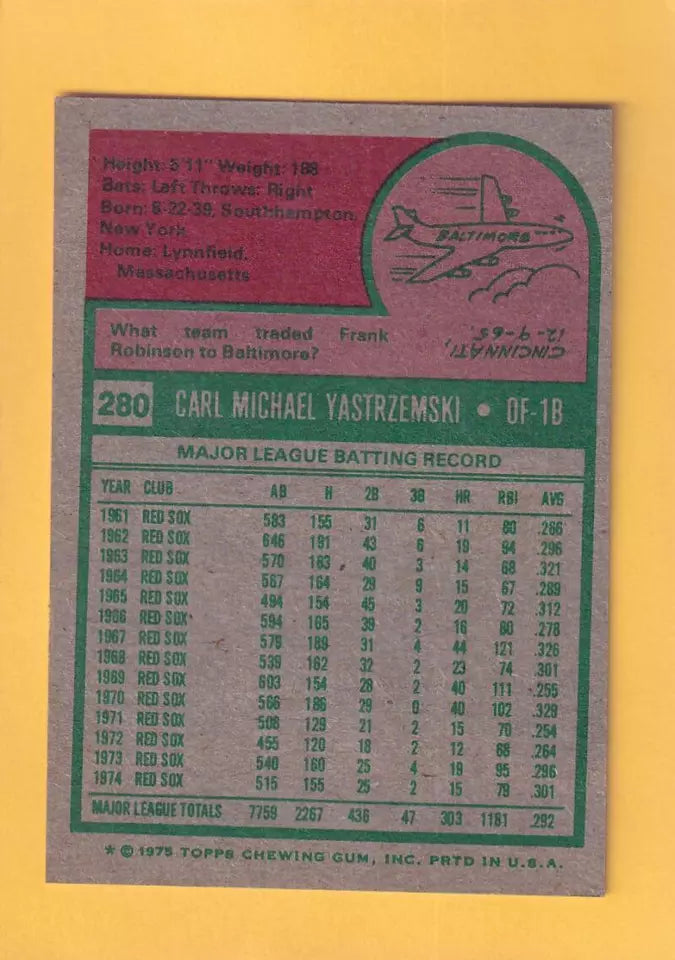 Height: 5'11" Weight: 188
Bats: Left Throws: Right
Born: 8-22-39, Southhampton,
New York
Home: Lynnfield,
Massachusetts
BALTIMORE
What team traded Frank
Robinson to Baltimore?
CINCINNATI,
12-9-65.
280 CARL MICHAEL YASTRZEMSKI • OF-1B
MAJOR LEAGUE BATTING RECORD
YEAR CLUB AB H 2B 3B HR RBI AVG
1961 RED SOX 583 155 31 6 11 80 .266
1962 RED SOX 646 191 43 6 19 94 .296
1963 RED SOX 570 183 40 3 14 68 .321
1964 RED SOX 567 164 29 9 15 67 .289
1965 RED SOX 494 154 45 3 20 72 .312
1966 RED SOX 594 165 39 2 16 80 .278
1967 RED SOX 579 189 31 4 44 121 .326
1968 RED SOX 539 162 32 2 23 74 .301
1969 RED SOX 603 154 28 2 40 111 .255
1970 RED SOX 566 186 29 0 40 102 .329
1971 RED SOX 508 129 21 2 15 70 .254
1972 RED SOX 455 120 18 2 12 68 .264
1973 RED SOX 540 160 25 4 19 95 .296
1974 RED SOX 515 155 25 2 15 79 .301
MAJOR LEAGUE TOTALS 7759 2267 436 47 303 1181 .292
* © 1975 TOPPS CHEWING GUM, INC. PRTD IN U.S.A.